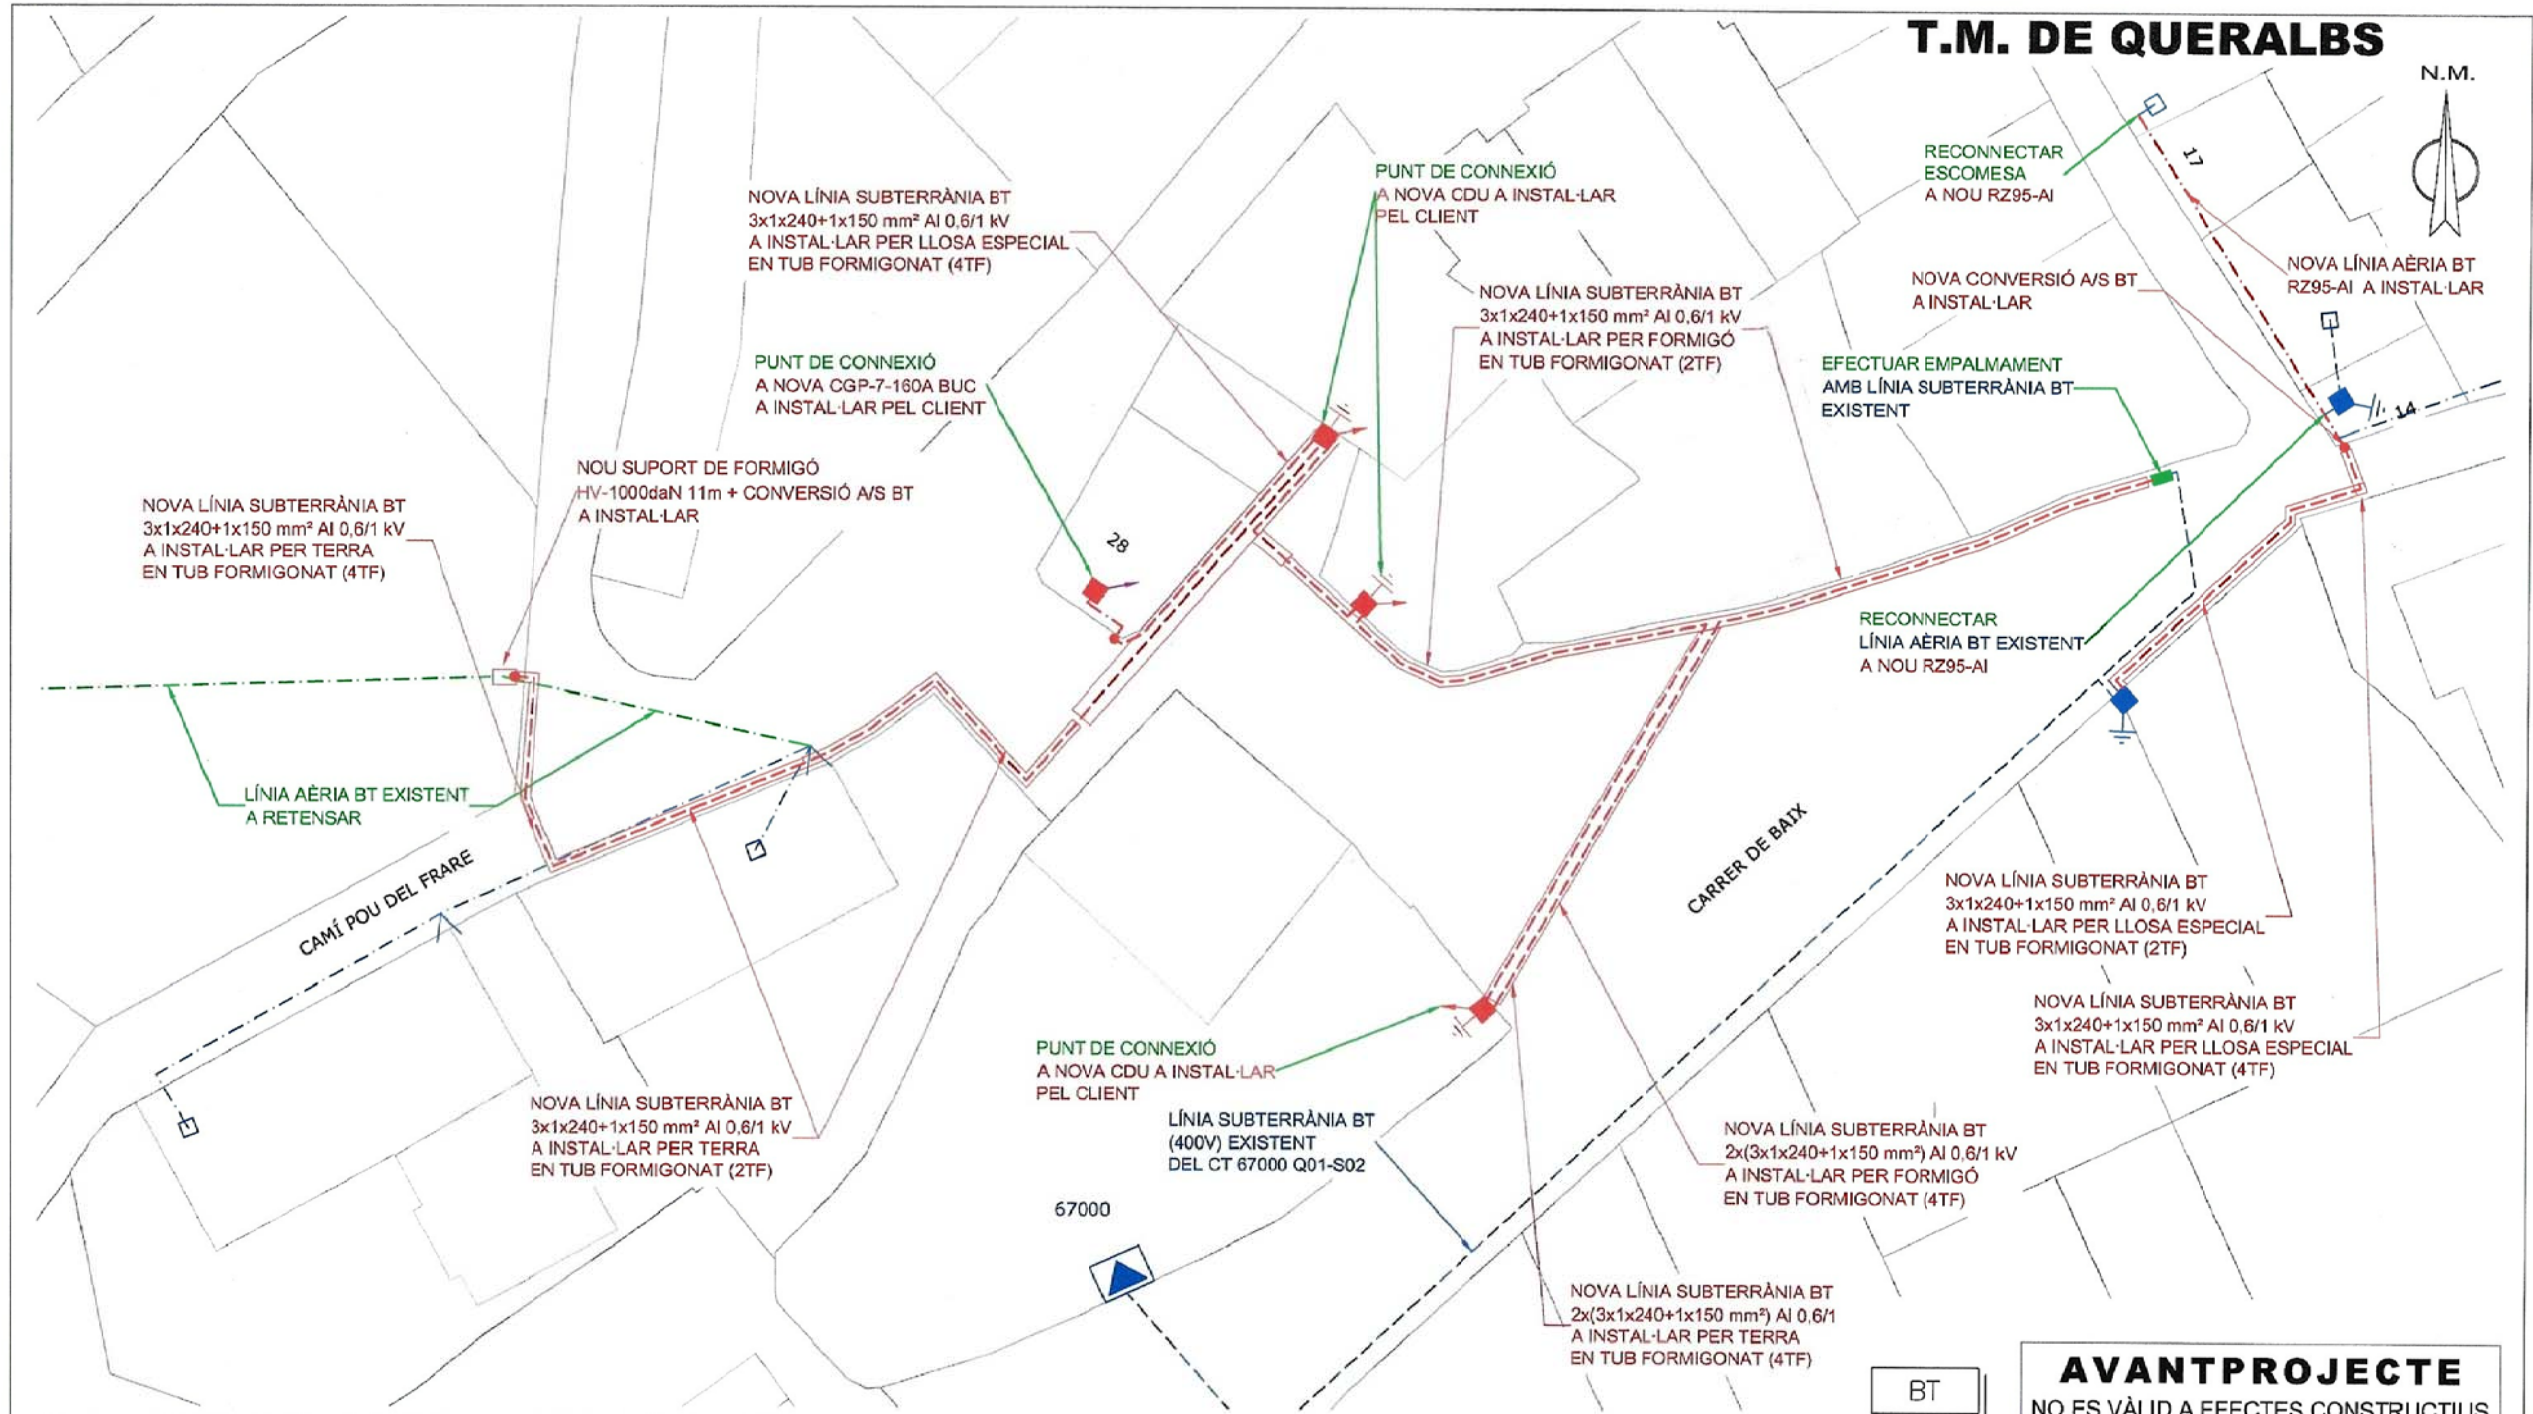 T.M. DE QUERALBS
N.M.
NOVA LÍNIA SUBTERRÀNIA BT
3x1x240+1x150 mm² Al 0,6/1 kV
A INSTAL·LAR PER LLOSA ESPECIAL
EN TUB FORMIGONAT (4TF)
PUNT DE CONNEXIÓ
A NOVA CDU A INSTAL·LAR
PEL CLIENT
RECONNECTAR
ESCOMESA
A NOU RZ95-Al
17
NOVA LÍNIA AÈRIA BT
RZ95-Al A INSTAL·LAR
NOVA CONVERSIÓ A/S BT
A INSTAL·LAR
NOVA LÍNIA SUBTERRÀNIA BT
3x1x240+1x150 mm² Al 0,6/1 kV
A INSTAL·LAR PER FORMIGÓ
EN TUB FORMIGONAT (2TF)
PUNT DE CONNEXIÓ
A NOVA CGP-7-160A BUC
A INSTAL·LAR PEL CLIENT
EFECTUAR EMPALMAMENT
AMB LÍNIA SUBTERRÀNIA BT
EXISTENT
14
NOU SUPORT DE FORMIGÓ
HV-1000daN 11m + CONVERSIÓ A/S BT
A INSTAL·LAR
NOVA LÍNIA SUBTERRÀNIA BT
3x1x240+1x150 mm² Al 0,6/1 kV
A INSTAL·LAR PER TERRA
EN TUB FORMIGONAT (4TF)
28
RECONNECTAR
LÍNIA AÈRIA BT EXISTENT
A NOU RZ95-Al
LÍNIA AÈRIA BT EXISTENT
A RETENSAR
CAMÍ POU DEL FRARE
CARRER DE BAIX
NOVA LÍNIA SUBTERRÀNIA BT
3x1x240+1x150 mm² Al 0,6/1 kV
A INSTAL·LAR PER LLOSA ESPECIAL
EN TUB FORMIGONAT (2TF)
NOVA LÍNIA SUBTERRÀNIA BT
3x1x240+1x150 mm² Al 0,6/1 kV
A INSTAL·LAR PER LLOSA ESPECIAL
EN TUB FORMIGONAT (4TF)
PUNT DE CONNEXIÓ
A NOVA CDU A INSTAL·LAR
PEL CLIENT
NOVA LÍNIA SUBTERRÀNIA BT
3x1x240+1x150 mm² Al 0,6/1 kV
A INSTAL·LAR PER TERRA
EN TUB FORMIGONAT (2TF)
LÍNIA SUBTERRÀNIA BT
(400V) EXISTENT
DEL CT 67000 Q01-S02
NOVA LÍNIA SUBTERRÀNIA BT
2x(3x1x240+1x150 mm²) Al 0,6/1 kV
A INSTAL·LAR PER FORMIGÓ
EN TUB FORMIGONAT (4TF)
67000
NOVA LÍNIA SUBTERRÀNIA BT
2x(3x1x240+1x150 mm²) Al 0,6/1
A INSTAL·LAR PER TERRA
EN TUB FORMIGONAT (4TF)
BT
AVANTPROJECTE
NO ES VÀLID A EFECTES CONSTRUCTIUS